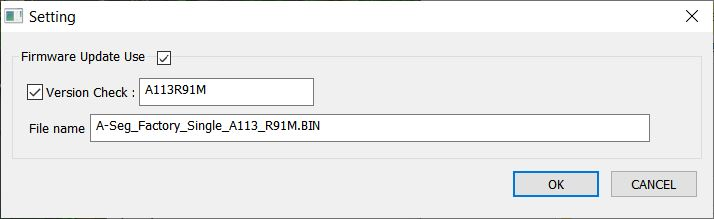 Setting
Firmware Update Use
Version Check : A113R91M
File name A-Seg_Factory_Single_A113_R91M.BIN
OK CANCEL